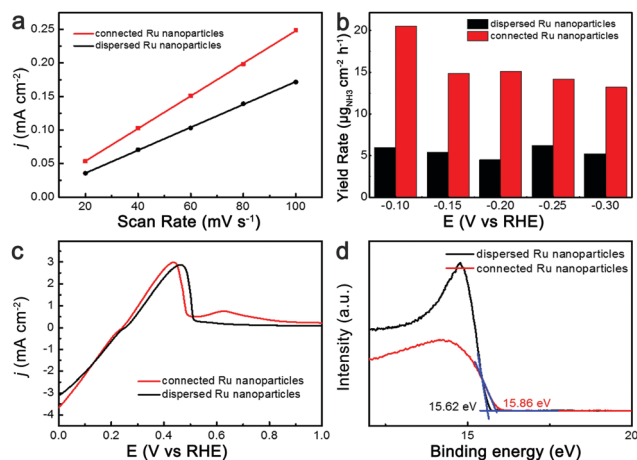 a
connected Ru nanoparticles
dispersed Ru nanoparticles
j (mA cm⁻²)
0.25
0.20
0.15
0.10
0.05
0.00
20 40 60 80 100
Scan Rate (mV s⁻¹)
b
dispersed Ru nanoparticles
connected Ru nanoparticles
Yield Rate (μg_NH3 cm⁻² h⁻¹)
20
15
10
5
0
-0.10 -0.15 -0.20 -0.25 -0.30
E (V vs RHE)
c
j (mA cm⁻²)
4
3
2
1
0
-1
-2
-3
-4
connected Ru nanoparticles
dispersed Ru nanoparticles
0.0 0.2 0.4 0.6 0.8 1.0
E (V vs RHE)
d
dispersed Ru nanoparticles
connected Ru nanoparticles
Intensity (a.u.)
15.62 eV
15.86 eV
15 20
Binding energy (eV)